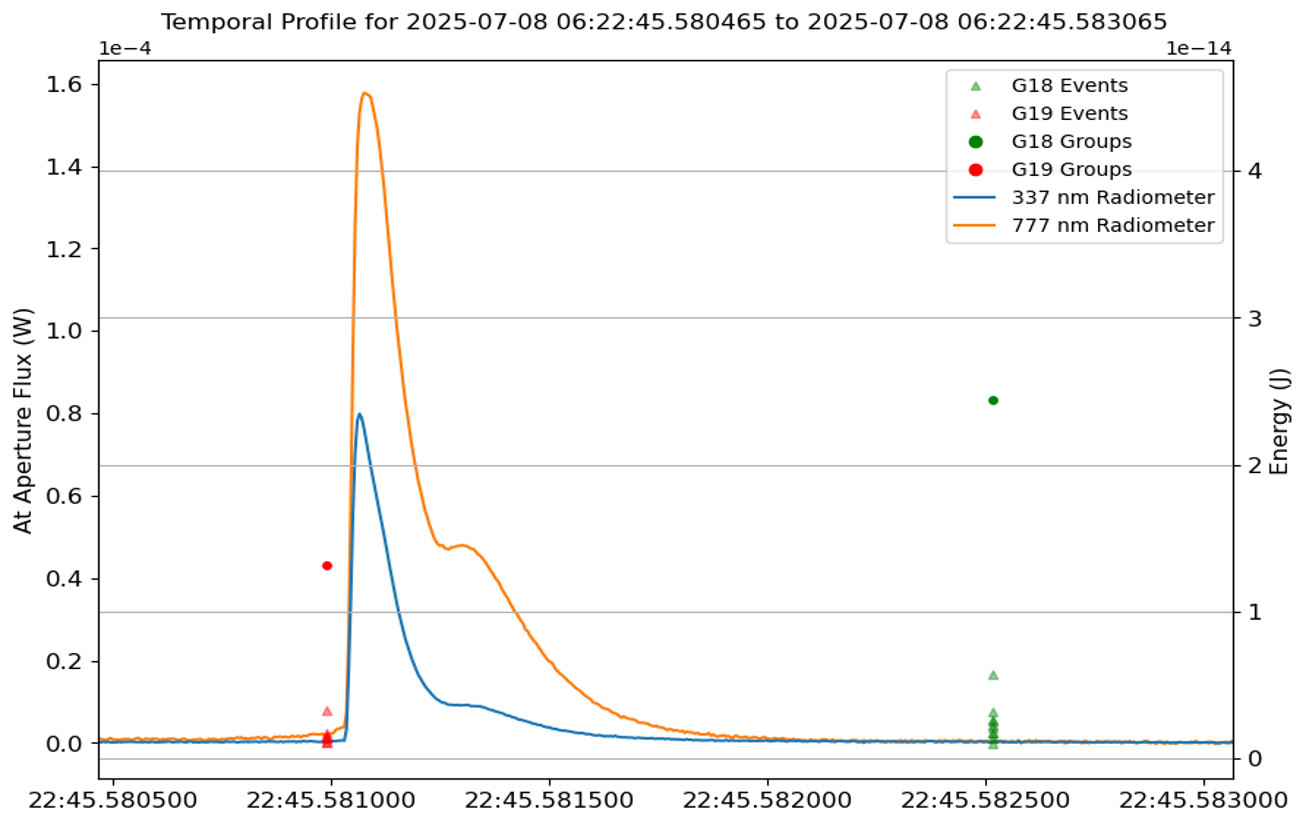 Temporal Profile for 2025-07-08 06:22:45.580465 to 2025-07-08 06:22:45.583065
1e−4
1e−14
G18 Events
G19 Events
G18 Groups
G19 Groups
337 nm Radiometer
777 nm Radiometer
1.6
1.4
1.2
1.0
0.8
0.6
0.4
0.2
0.0
At Aperture Flux (W)
4
3
2
1
0
Energy (J)
22:45.580500 22:45.581000 22:45.581500 22:45.582000 22:45.582500 22:45.583000